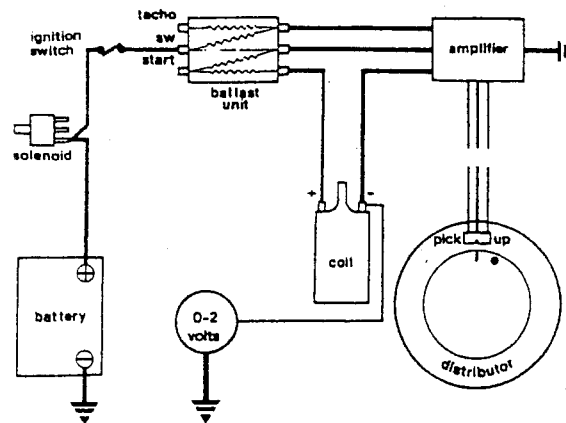 tacho
ignition
switch
sw
start
amplifier
ballast
unit
solenoid
+
-
pick up
coil
battery
0-2
volts
distributor